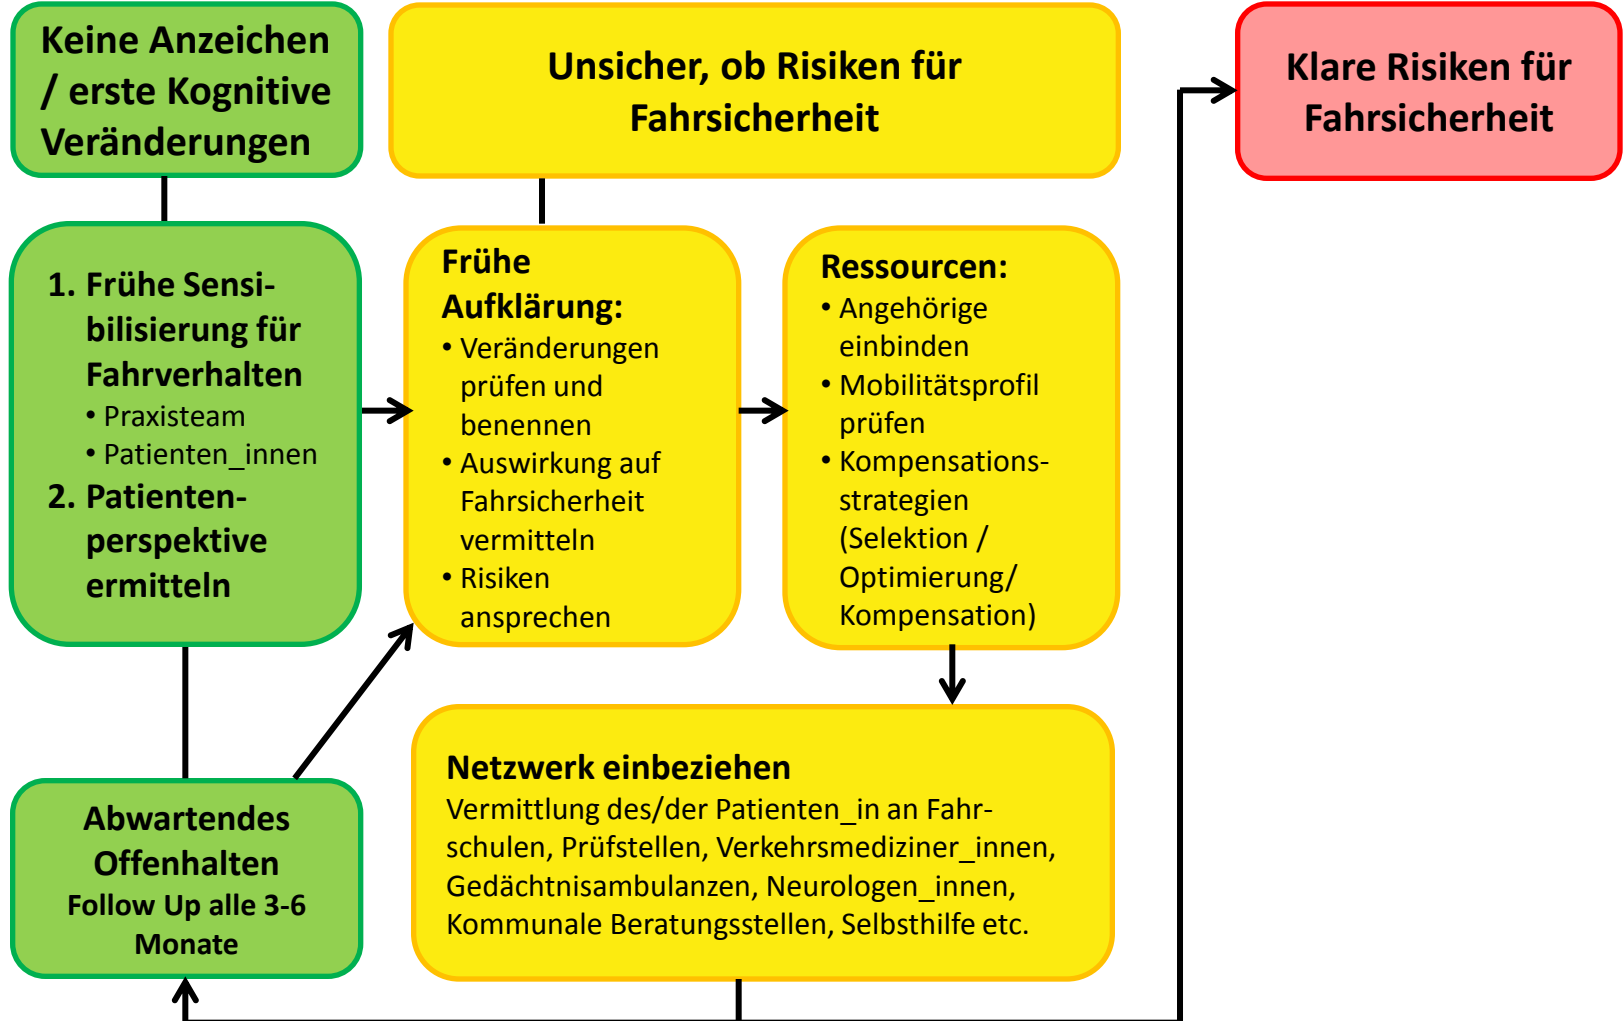 Keine Anzeichen
/ erste Kognitive
Veränderungen
Unsicher, ob Risiken für
Fahrsicherheit
Klare Risiken für
Fahrsicherheit
1. Frühe Sensi-
bilisierung für
Fahrverhalten
• Praxisteam
• Patienten_innen
2. Patienten-
perspektive
ermitteln
Frühe
Aufklärung:
• Veränderungen
prüfen und
benennen
• Auswirkung auf
Fahrsicherheit
vermitteln
• Risiken
ansprechen
Ressourcen:
• Angehörige
einbinden
• Mobilitätsprofil
prüfen
• Kompensations-
strategien
(Selektion /
Optimierung/
Kompensation)
Abwartendes
Offenhalten
Follow Up alle 3-6
Monate
Netzwerk einbeziehen
Vermittlung des/der Patienten_in an Fahr-
schulen, Prüfstellen, Verkehrsmediziner_innen,
Gedächtnisambulanzen, Neurologen_innen,
Kommunale Beratungsstellen, Selbsthilfe etc.